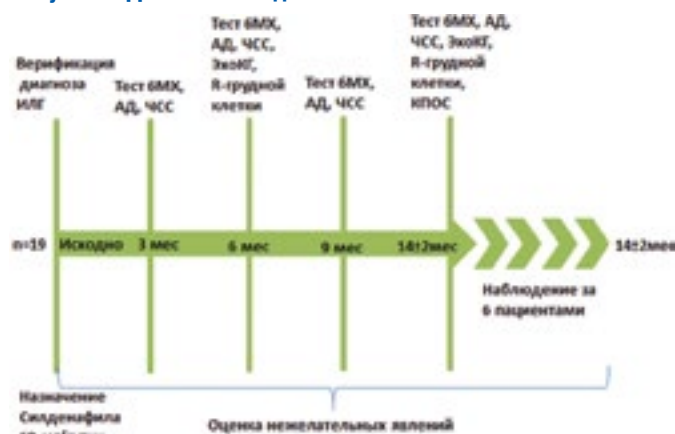 Верификация
диагноза
ИЛГ
Тест 6МХ,
АД, ЧСС
Тест 6МХ,
АД, ЧСС,
ЭхоКГ,
R-грудной
клетки
Тест 6МХ,
АД, ЧСС
Тест 6МХ, АД,
ЧСС, ЭхоКГ,
R-грудной
клетки,
КПОС
n=19
Исходно
3 мес
6 мес
9 мес
14±2мес
14±2мес
Наблюдение за
6 пациентами
Назначение
Силденафила
Оценка нежелательных явлений